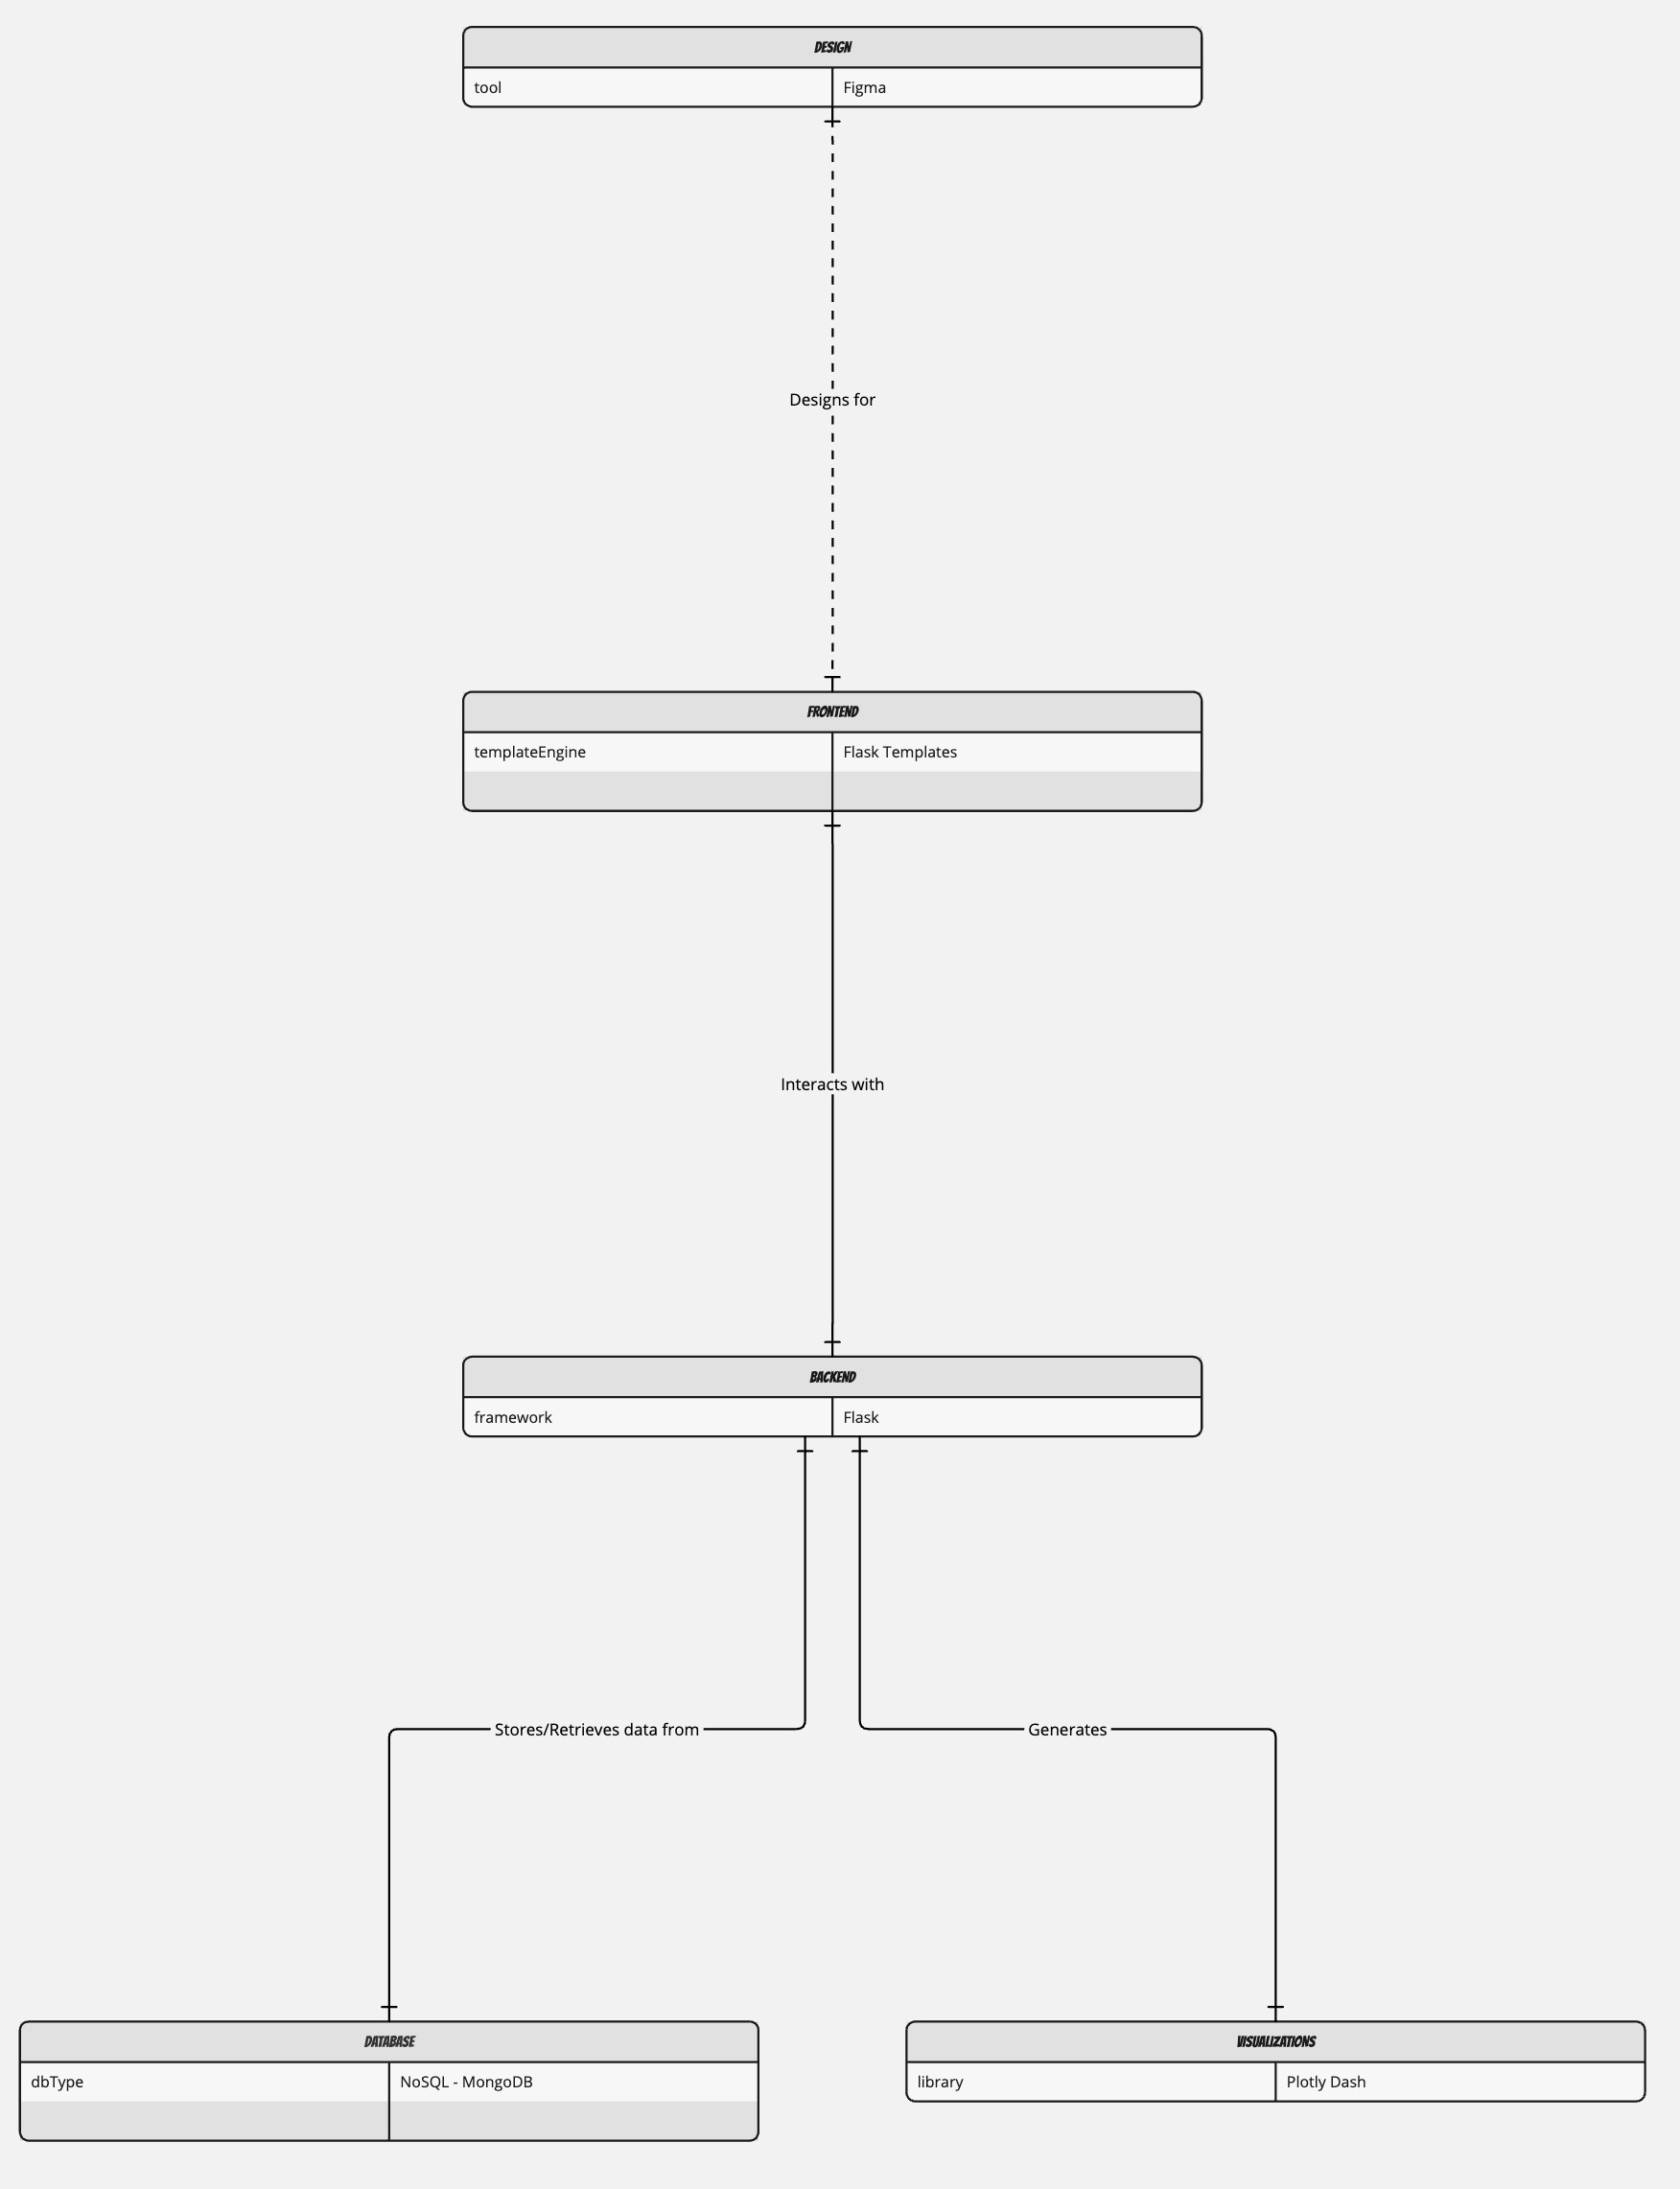 DESIGN
tool Figma
Designs for
FRONTEND
templateEngine Flask Templates
Interacts with
BACKEND
framework Flask
Stores/Retrieves data from Generates
DATABASE VISUALIZATIONS
dbType NoSQL - MongoDB library Plotly Dash